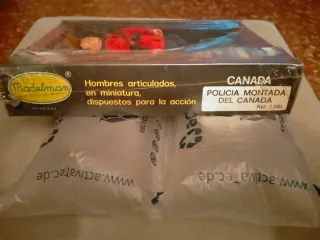 Madelman
Hombres articulados,
en miniatura,
dispuestos para la acción
CANADA
POLICIA MONTADA
DEL CANADA
www.activaTec.de
www.activaTec.de